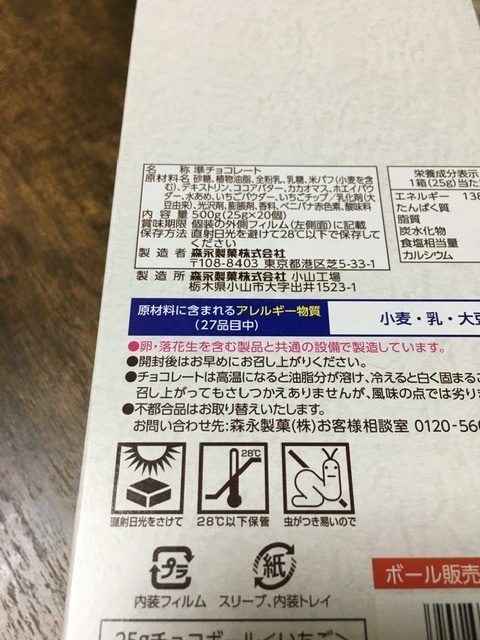 名　称 準チョコレート
原材料名 砂糖、植物油脂、全粉乳、乳糖、米パフ(小麦を含
む)、デキストリン、ココアパウダー、カカオマス、ホエイパウ
ダー、水あめ、いちごパウダー、いちごチップ/乳化剤(大
豆由来)、光沢剤、膨脹剤、香料、ベニバナ赤色素、酸味料
内 容 量 500g(25g×20個)
賞味期限 個装の外側フィルム(左側面)に記載
保存方法 直射日光を避けて28℃以下で保存して
ください
製 造 者 森永製菓株式会社
〒108-8403 東京都港区芝5-33-1
製 造 所 森永製菓株式会社 小山工場
栃木県小山市大字出井1523-1
栄養成分表示
1箱(25g)当た
エネルギー 138
たんぱく質
脂質
炭水化物
食塩相当量
カルシウム
原材料に含まれるアレルギー物質
(27品目中)
小麦・乳・大豆
●卵・落花生を含む製品と共通の設備で製造しています。
●開封後はお早めにお召し上がりください。
●チョコレートは高温になると油脂分が溶け、冷えると白く固まるこ
召し上がってもさしつかえありませんが、風味の点では劣りま
●不都合品はお取り替えいたします。
お問い合わせ先:森永製菓(株)お客様相談室 0120-560
28℃
直射日光をさけて
28℃以下保管
虫がつき易いので
プラ
紙
内装フィルム
スリーブ、内装トレイ
ボール販売
25gチョコボール<いちご>